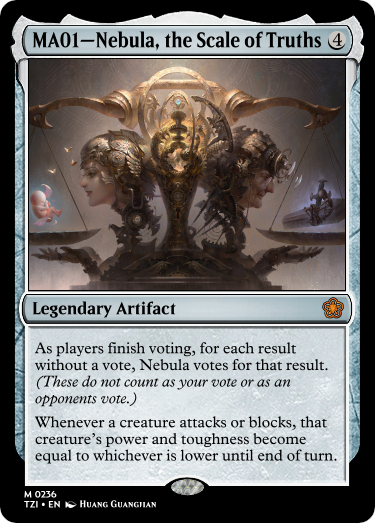 MA01—Nebula, the Scale of Truths 4
Legendary Artifact
As players finish voting, for each result
without a vote, Nebula votes for that result.
(These do not count as your vote or as an
opponents vote.)
Whenever a creature attacks or blocks, that
creature's power and toughness become
equal to whichever is lower until end of turn.
M 0236
TZI • EN Huang Guangjian